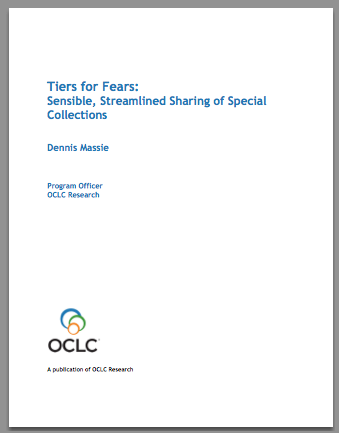 Tiers for Fears:
Sensible, Streamlined Sharing of Special
Collections
Dennis Massie
Program Officer
OCLC Research
OCLC
A publication of OCLC Research